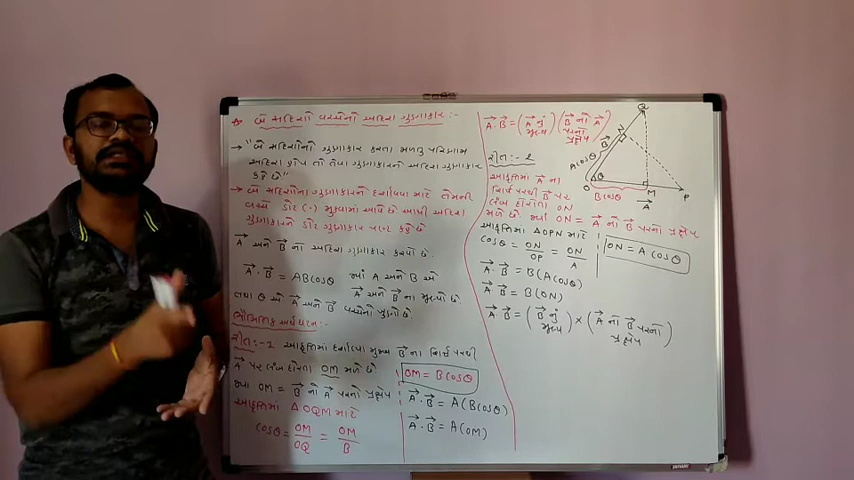 * બે સદિશો વચ્ચેનો અદિશ ગુણાકાર :-
→ "બે સદિશોનો ગુણાકાર કરતા મળતુ પરિણામ
અદિશ હોય તો તેવા ગુણાકારને અદિશ ગુણાકાર
કહે છે"
→ બે સદિશોના ગુણાકારને દર્શાવવા માટે તેમની
વચ્ચે ડોટ (·) મુકવામાં આવે છે આથી અદિશ
ગુણાકારને ડોટ ગુણાકાર પણ કહે છે
A⃗ અને B⃗ ના અદિશ ગુણાકાર
A⃗ · B⃗ = AB cosθ જ્યાં A અને B એ
A⃗ અને B⃗ ના મૂલ્યો છે
તથા θ એ A⃗ અને B⃗ વચ્ચેનો ખૂણો છે.
ભૌમિતિક અર્થઘટન:-
રીત:-1 આકૃતિમાં દર્શાવ્યા મુજબ B⃗ ના શિર્ષ પરથી
A⃗ પર લંબ દોરતા OM મળે છે
જ્યાં OM = B⃗ નો A⃗ પરનો પ્રક્ષેપ
આકૃતિમાં △OQM માટે
cosθ = OM/OQ = OM/B
OM = B cosθ
A⃗ · B⃗ = A(B cosθ)
A⃗ · B⃗ = A(OM)
A⃗ · B⃗ = (A⃗ નું મૂલ્ય) (B⃗ નો A⃗ પરના પ્રક્ષેપ)
રીત:- 2
આકૃતિમાં A⃗ ના
શિર્ષ પરથી B⃗ પર
લંબ દોરતા ON
મળે છે. જ્યાં ON = A⃗ ના B⃗ પરના પ્રક્ષેપ
માટે △OPN માટે
cosθ = ON/OP = ON/A
ON = A cosθ
A⃗ · B⃗ = B(A cosθ)
A⃗ · B⃗ = B(ON)
A⃗ · B⃗ = (B⃗ નું મૂલ્ય) × (A⃗ ના B⃗ પરના પ્રક્ષેપ)
Q
N
B⃗
A cosθ
θ
O
B cosθ
M
P
A⃗